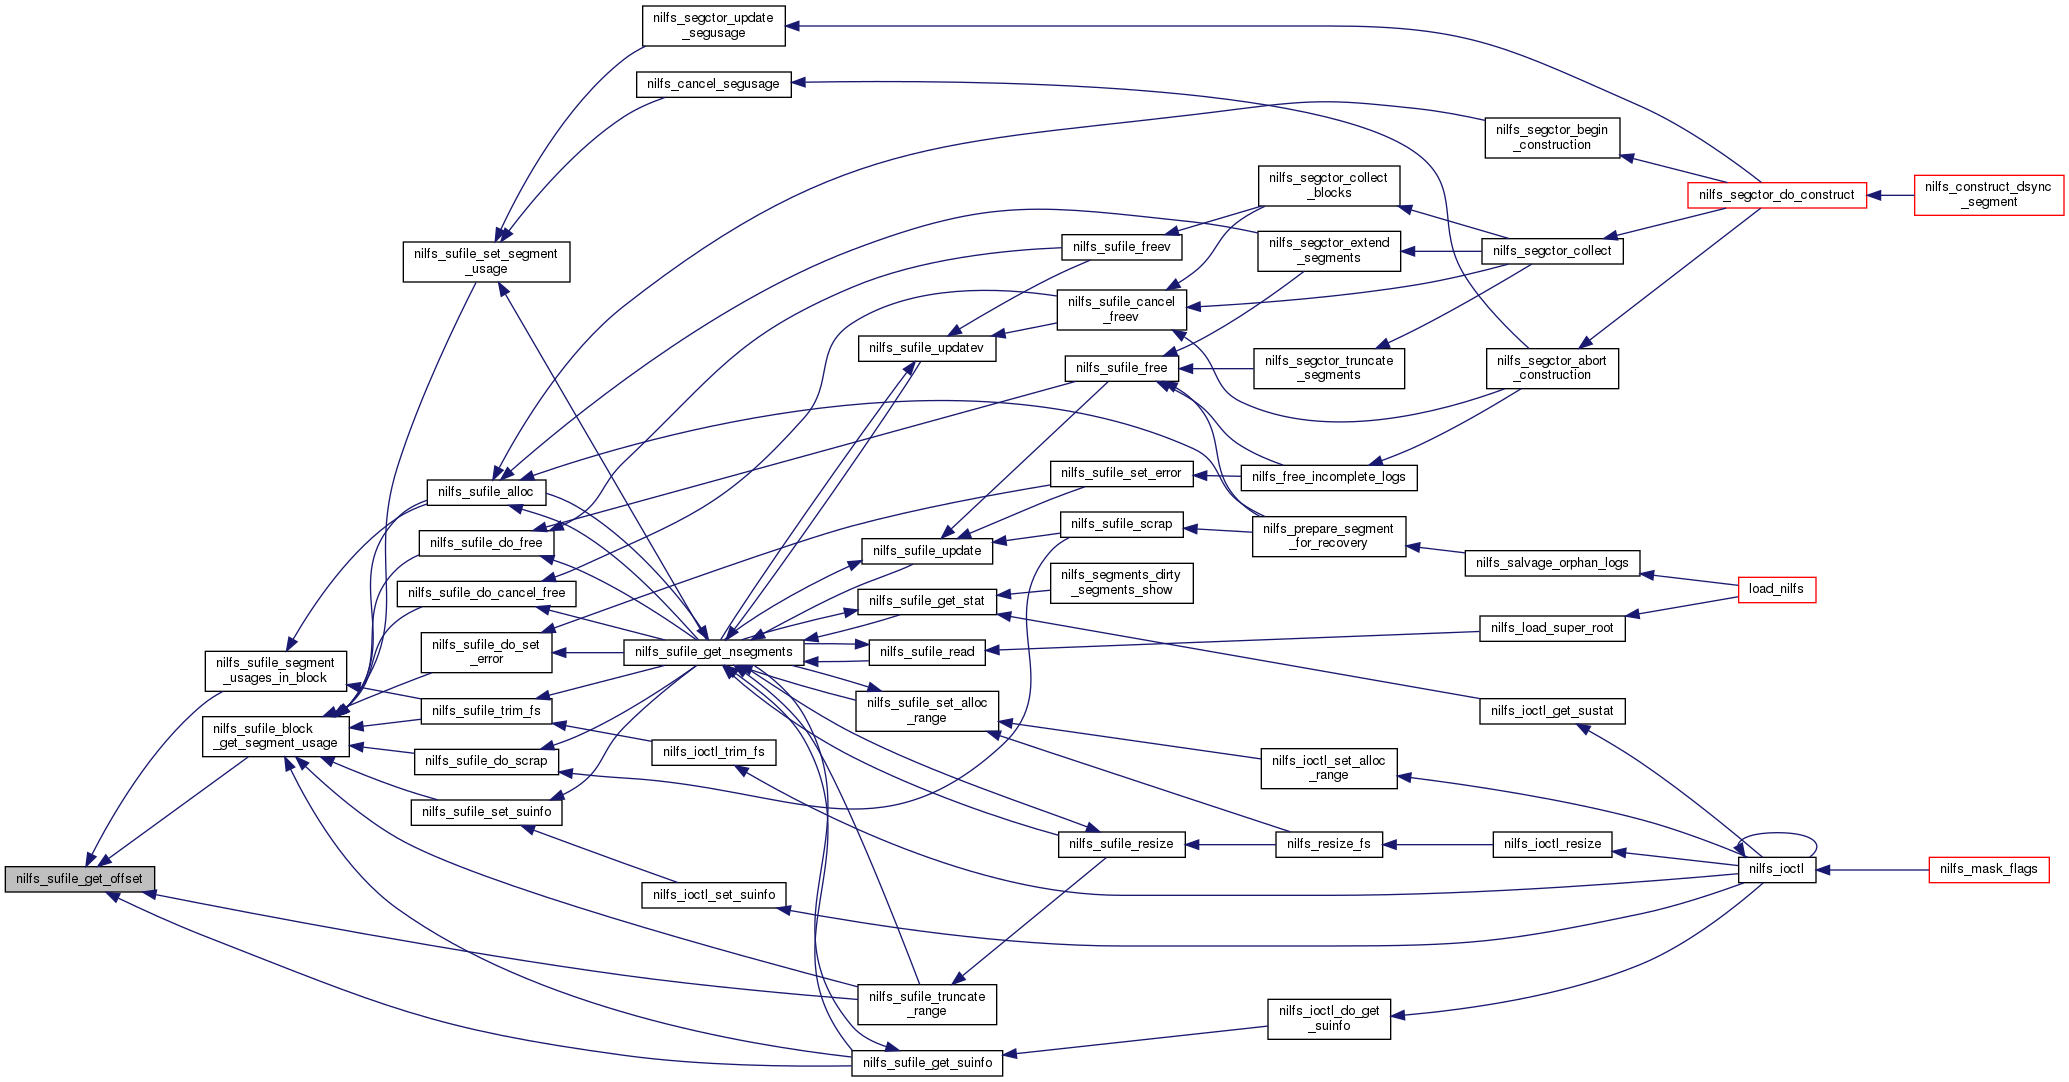 nilfs_segctor_update
_segusage
nilfs_cancel_segusage
nilfs_segctor_begin
_construction
nilfs_segctor_collect
_blocks
nilfs_segctor_do_construct
nilfs_construct_dsync
_segment
nilfs_sufile_set_segment
_usage
nilfs_sufile_freev
nilfs_segctor_extend
_segments
nilfs_segctor_collect
nilfs_sufile_cancel
_freev
nilfs_sufile_updatev
nilfs_sufile_free
nilfs_segctor_truncate
_segments
nilfs_segctor_abort
_construction
nilfs_sufile_alloc
nilfs_sufile_set_error
nilfs_free_incomplete_logs
nilfs_sufile_do_free
nilfs_sufile_update
nilfs_sufile_scrap
nilfs_prepare_segment
_for_recovery
nilfs_salvage_orphan_logs
load_nilfs
nilfs_sufile_do_cancel_free
nilfs_sufile_get_stat
nilfs_segments_dirty
_segments_show
nilfs_sufile_segment
_usages_in_block
nilfs_sufile_do_set
_error
nilfs_sufile_get_nsegments
nilfs_sufile_read
nilfs_load_super_root
nilfs_sufile_block
_get_segment_usage
nilfs_sufile_trim_fs
nilfs_sufile_set_alloc
_range
nilfs_ioctl_get_sustat
nilfs_sufile_do_scrap
nilfs_ioctl_trim_fs
nilfs_ioctl_set_alloc
_range
nilfs_sufile_set_suinfo
nilfs_sufile_resize
nilfs_resize_fs
nilfs_ioctl_resize
nilfs_sufile_get_offset
nilfs_ioctl_set_suinfo
nilfs_ioctl
nilfs_mask_flags
nilfs_sufile_truncate
_range
nilfs_ioctl_do_get
_suinfo
nilfs_sufile_get_suinfo